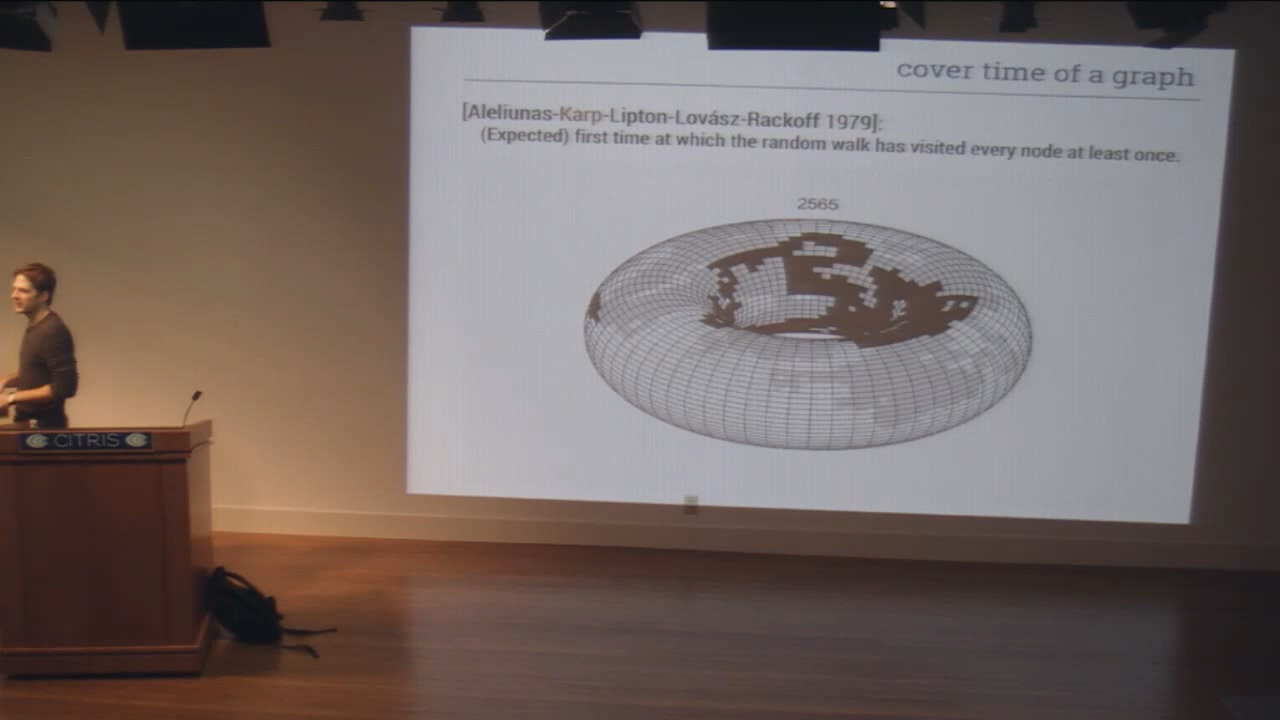 cover time of a graph
[Aleliunas-Karp-Lipton-Lovász-Rackoff 1979]:
(Expected) first time at which the random walk has visited every node at least once.
2565
CITRIS